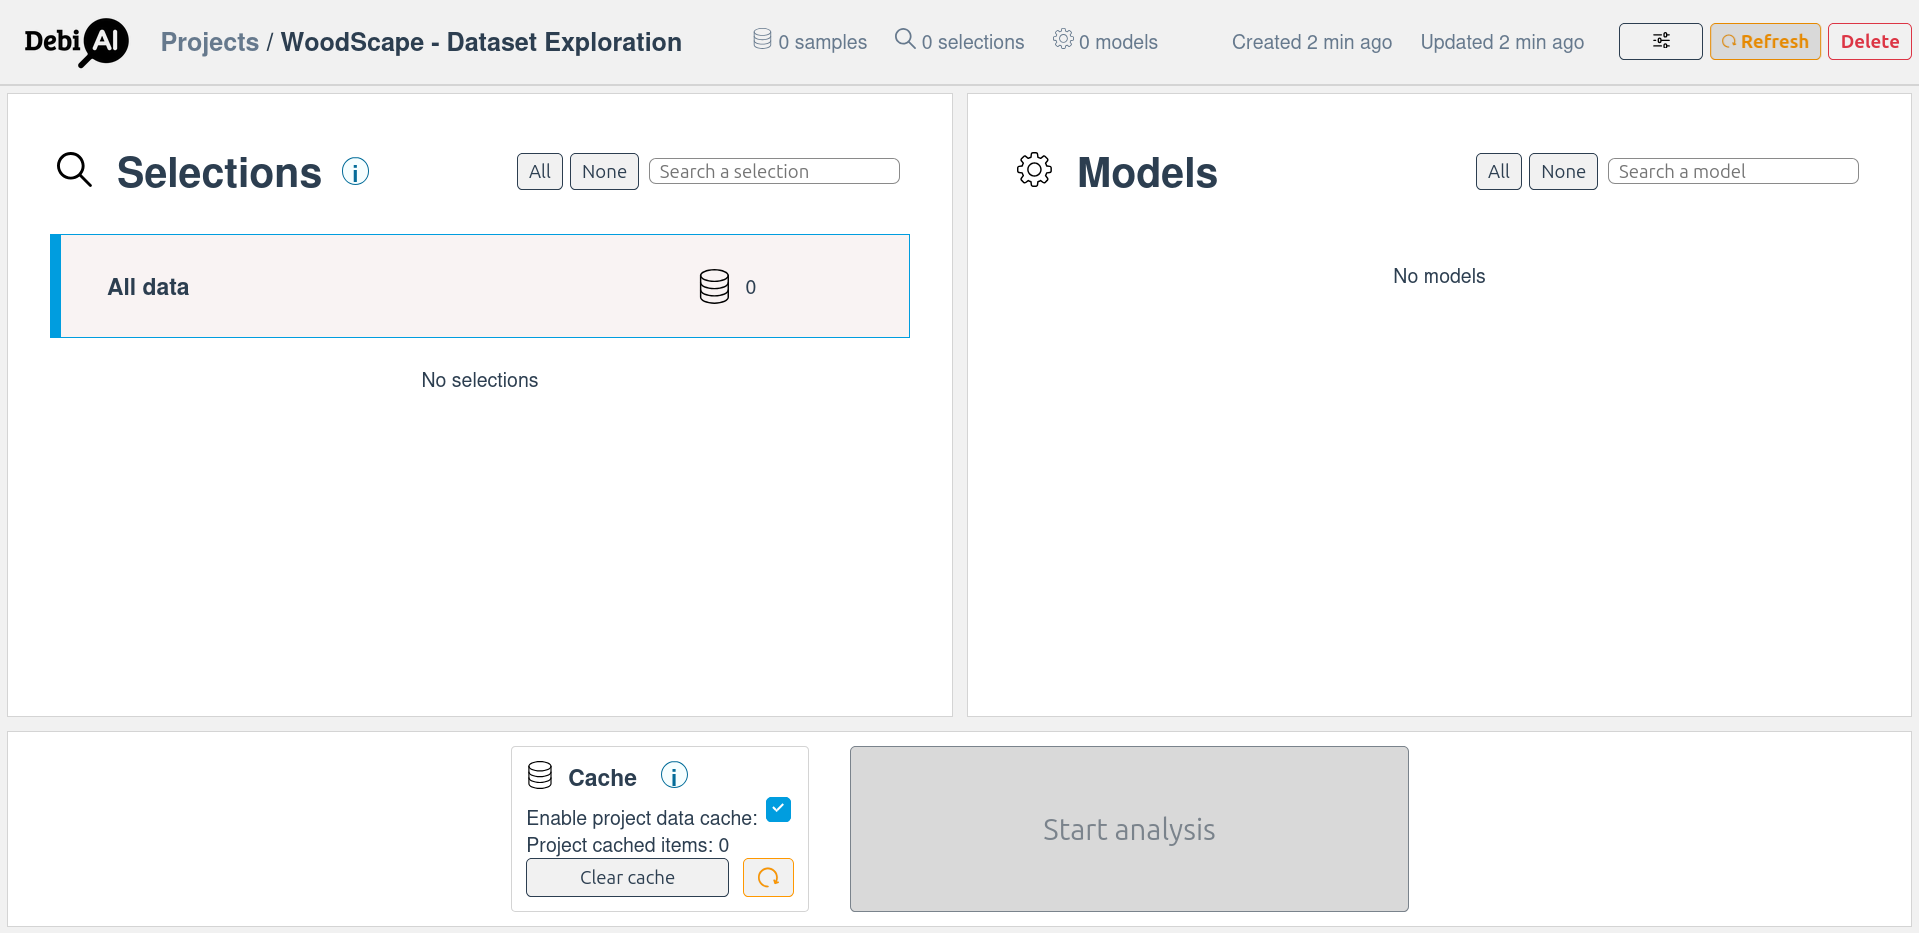 DebiAI Projects / WoodScape - Dataset Exploration 0 samples 0 selections 0 models Created 2 min ago Updated 2 min ago Refresh Delete
Selections i All None Search a selection
All data 0
No selections
Models All None Search a model
No models
Cache i
Enable project data cache:
Project cached items: 0
Clear cache
Start analysis